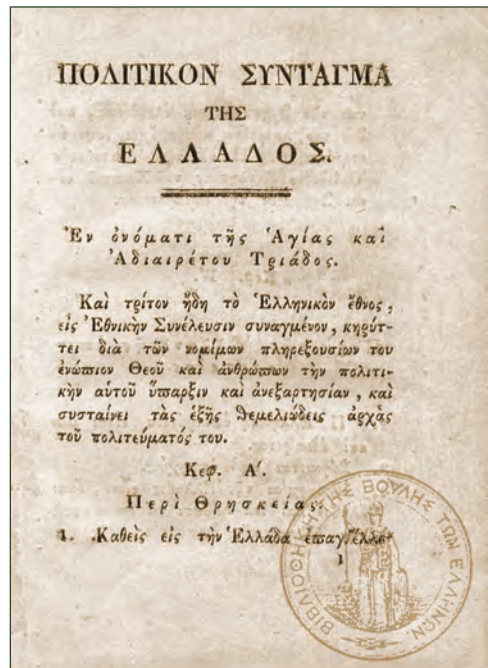 ΠΟΛΙΤΙΚΟΝ ΣΥΝΤΑΓΜΑ
ΤΗΣ
ΕΛΛΑΔΟΣ.
Ἐν ὀνόματι τῆς Ἁγίας καὶ
Ἀδιαιρέτου Τριάδος.
Καὶ τρίτον ἤδη τὸ Ἑλληνικὸν ἔθνος,
εἰς Ἐθνικὴν Συνέλευσιν συναγμένον, κηρύτ-
τει διὰ τῶν νομίμων πληρεξουσίων του
ἐνώπιον Θεοῦ καὶ ἀνθρώπων τὴν πολιτι-
κὴν αὑτοῦ ὕπαρξιν καὶ ἀνεξαρτησίαν, καὶ
συσταίνει τὰς ἑξῆς θεμελιώδεις ἀρχὰς
τοῦ πολιτεύματός του.
Κεφ. Α'.
Περὶ Θρησκείας.
1. Καθεὶς εἰς τὴν Ἑλλάδα ἐπαγγέλλε-
1
ΒΙΒΛΙΟΘΗΚΗ ΤΗΣ ΒΟΥΛΗΣ ΤΩΝ ΕΛΛΗΝΩΝ